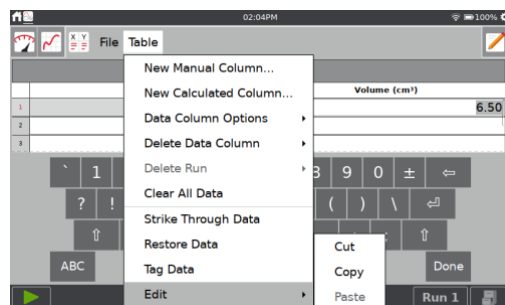 02:04PM 100%
X Y File Table
New Manual Column...
New Calculated Column...
Volume (cm³)
1 6.50
2
3
Data Column Options
Delete Data Column
Delete Run
Clear All Data
Strike Through Data
Restore Data
Tag Data
Edit
Cut
Copy
Paste
` 1 8 9 0 ± ⇦
? ! ( ) \ ⏎
⇧ ⇧
ABC Done
Run 1